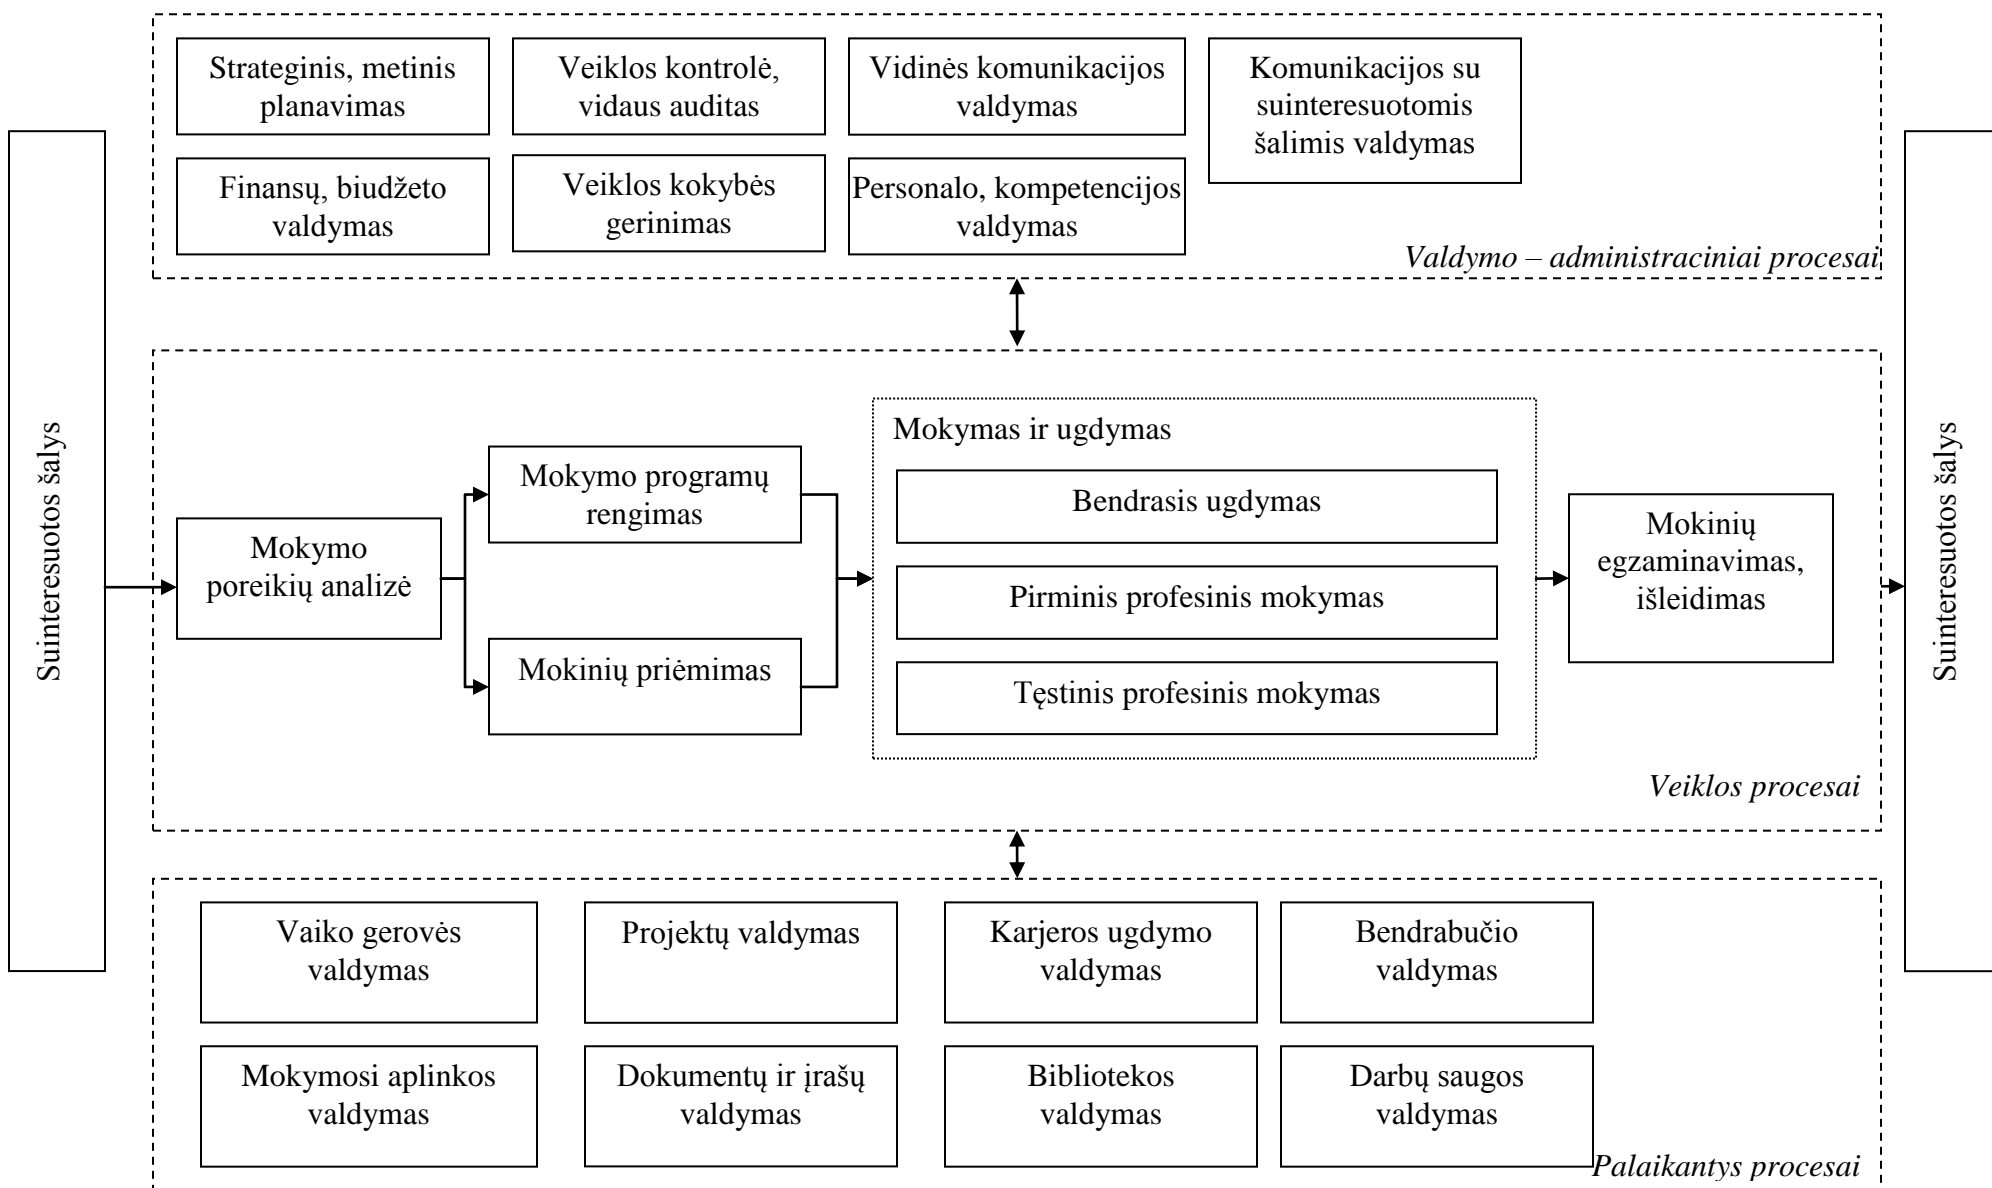 Suinteresuotos šalys
Strateginis, metinis
planavimas
Veiklos kontrolė,
vidaus auditas
Vidinės komunikacijos
valdymas
Komunikacijos su
suinteresuotomis
šalimis valdymas
Finansų, biudžeto
valdymas
Veiklos kokybės
gerinimas
Personalo, kompetencijos
valdymas
Valdymo – administraciniai procesai
Mokymo
poreikių analizė
Mokymo programų
rengimas
Mokinių priėmimas
Mokymas ir ugdymas
Bendrasis ugdymas
Pirminis profesinis mokymas
Tęstinis profesinis mokymas
Mokinių
egzaminavimas,
išleidimas
Veiklos procesai
Vaiko gerovės
valdymas
Projektų valdymas
Karjeros ugdymo
valdymas
Bendrabučio
valdymas
Mokymosi aplinkos
valdymas
Dokumentų ir įrašų
valdymas
Bibliotekos
valdymas
Darbų saugos
valdymas
Palaikantys procesai
Suinteresuotos šalys